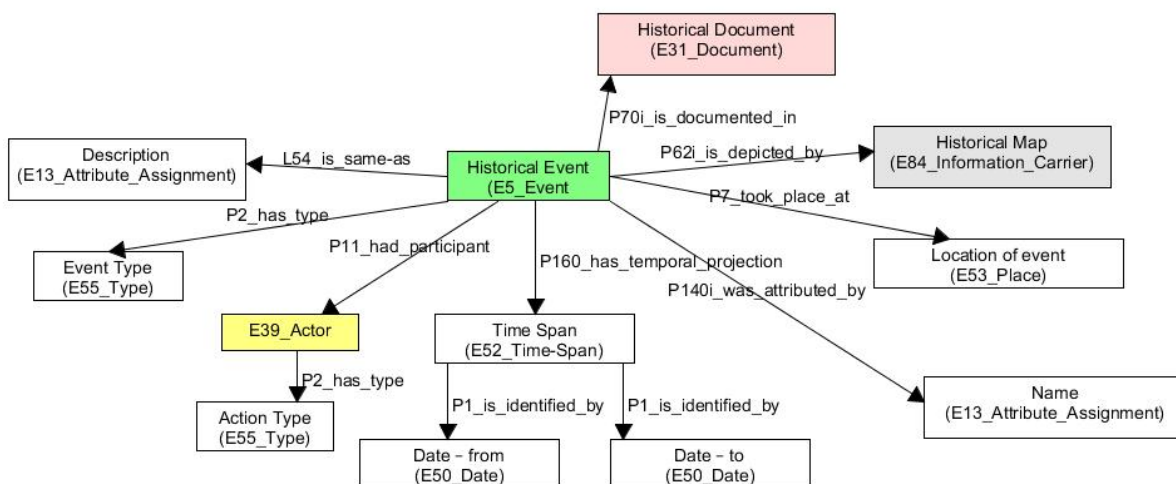 Historical Document
(E31_Document)
P70i_is_documented_in
Description
(E13_Attribute_Assignment)
L54_is_same-as
Historical Event
(E5_Event
P62i_is_depicted_by
Historical Map
(E84_Information_Carrier)
P2_has_type
P7_took_place_at
P11_had_participant
Event Type
(E55_Type)
P160_has_temporal_projection
Location of event
(E53_Place)
P140i_was_attributed_by
E39_Actor
Time Span
(E52_Time-Span)
P2_has_type
Name
(E13_Attribute_Assignment)
P1_is_identified_by
P1_is_identified_by
Action Type
(E55_Type)
Date – from
(E50_Date)
Date – to
(E50_Date)